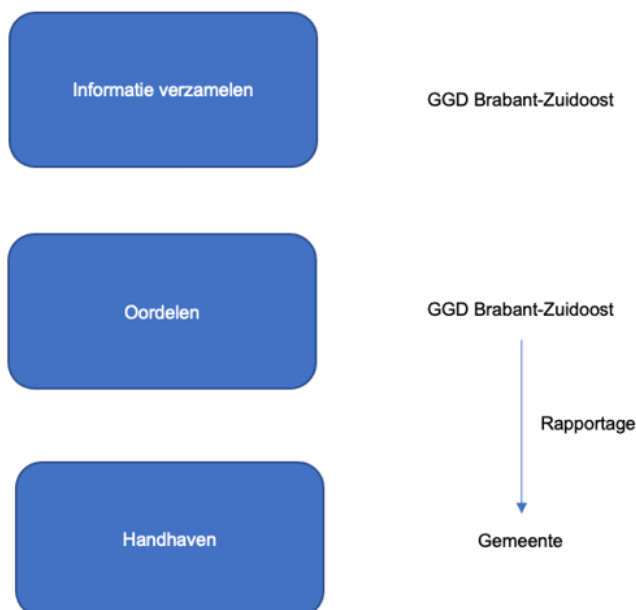 Informatie verzamelen
GGD Brabant-Zuidoost
Oordelen
GGD Brabant-Zuidoost
Rapportage
Handhaven
Gemeente